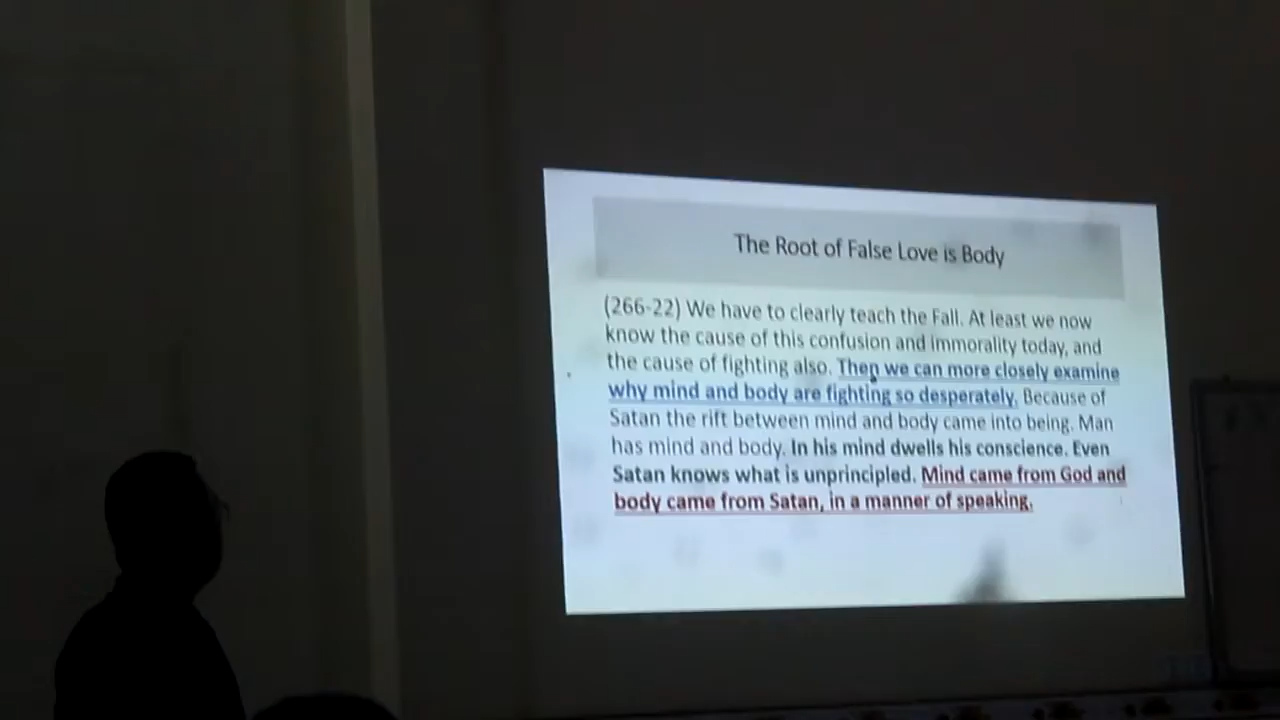 The Root of False Love is Body
(266-22) We have to clearly teach the Fall. At least we now
know the cause of this confusion and immorality today, and
the cause of fighting also. Then we can more closely examine
why mind and body are fighting so desperately. Because of
Satan the rift between mind and body came into being. Man
has mind and body. In his mind dwells his conscience. Even
Satan knows what is unprincipled. Mind came from God and
body came from Satan, in a manner of speaking.